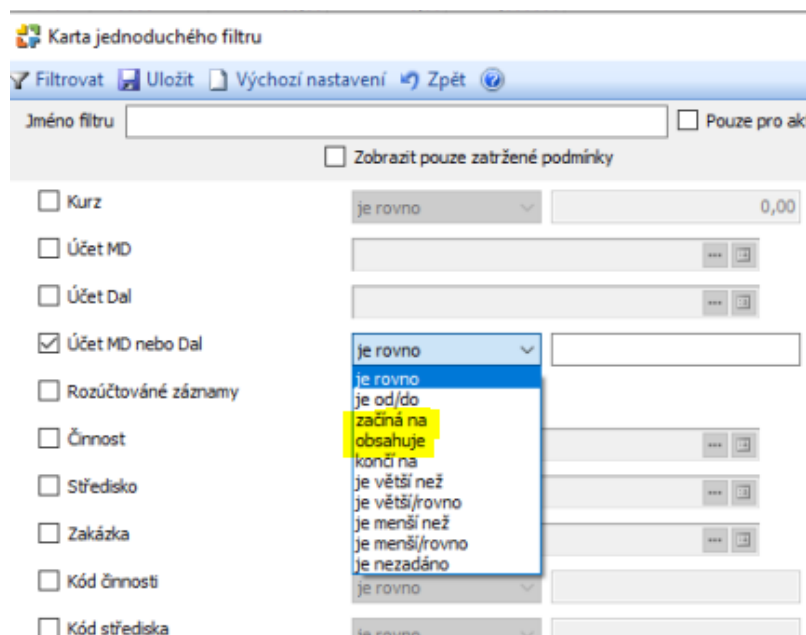 Karta jednoduchého filtru
Filtrovat Uložit Výchozí nastavení Zpět
Jméno filtru Pouze pro ak
Zobrazit pouze zatržené podmínky
Kurz je rovno 0,00
Účet MD
Účet Dal
Účet MD nebo Dal je rovno
je rovno
Rozúčtováné záznamy je od/do
začíná na
Činnost obsahuje
končí na
je větší než
Středisko
je větší/rovno
je menší než
Zakázka
je menší/rovno
je nezadáno
Kód činnosti je rovno
Kód střediska je rovno